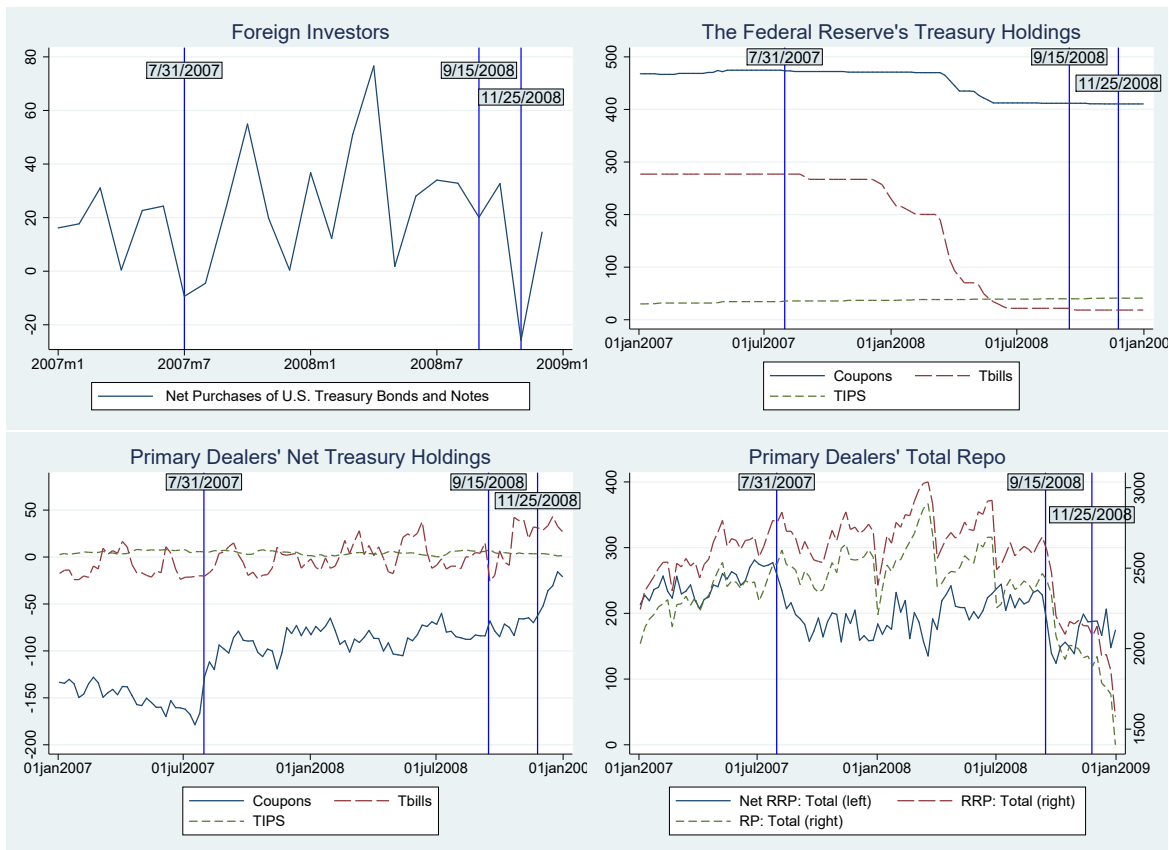 Foreign Investors
80
60
40
20
0
-20
7/31/2007
9/15/2008
11/25/2008
2007m1
2007m7
2008m1
2008m7
2009m1
Net Purchases of U.S. Treasury Bonds and Notes
The Federal Reserve's Treasury Holdings
500
400
300
200
100
0
7/31/2007
9/15/2008
11/25/2008
01jan2007
01jul2007
01jan2008
01jul2008
01jan200
Coupons
Tbills
TIPS
Primary Dealers' Net Treasury Holdings
50
0
-50
-100
-150
-200
7/31/2007
9/15/2008
11/25/2008
01jan2007
01jul2007
01jan2008
01jul2008
01jan200
Coupons
Tbills
TIPS
Primary Dealers' Total Repo
400
300
200
100
0
7/31/2007
9/15/2008
11/25/2008
3000
2500
2000
1500
01jan2007
01jul2007
01jan2008
01jul2008
01jan2009
Net RRP: Total (left)
RRP: Total (right)
RP: Total (right)